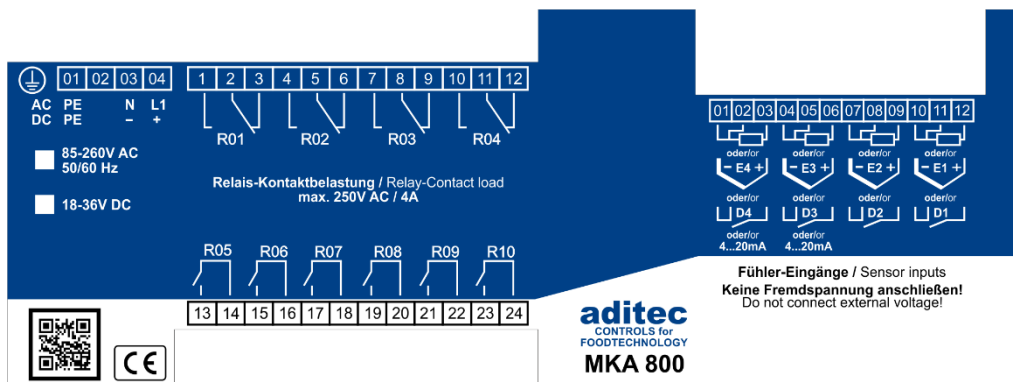 01 02 03 04
AC PE N L1
DC PE – +
85-260V AC
50/60 Hz
18-36V DC
1 2 3 4 5 6 7 8 9 10 11 12
R01 R02 R03 R04
Relais-Kontaktbelastung / Relay-Contact load
max. 250V AC / 4A
R05 R06 R07 R08 R09 R10
13 14 15 16 17 18 19 20 21 22 23 24
CE
aditec
CONTROLS for
FOODTECHNOLOGY
MKA 800
01 02 03 04 05 06 07 08 09 10 11 12
oder/or oder/or oder/or oder/or
– E4 + – E3 + – E2 + – E1 +
oder/or oder/or oder/or oder/or
D4 D3 D2 D1
oder/or oder/or
4...20mA 4...20mA
Fühler-Eingänge / Sensor inputs
Keine Fremdspannung anschließen!
Do not connect external voltage!